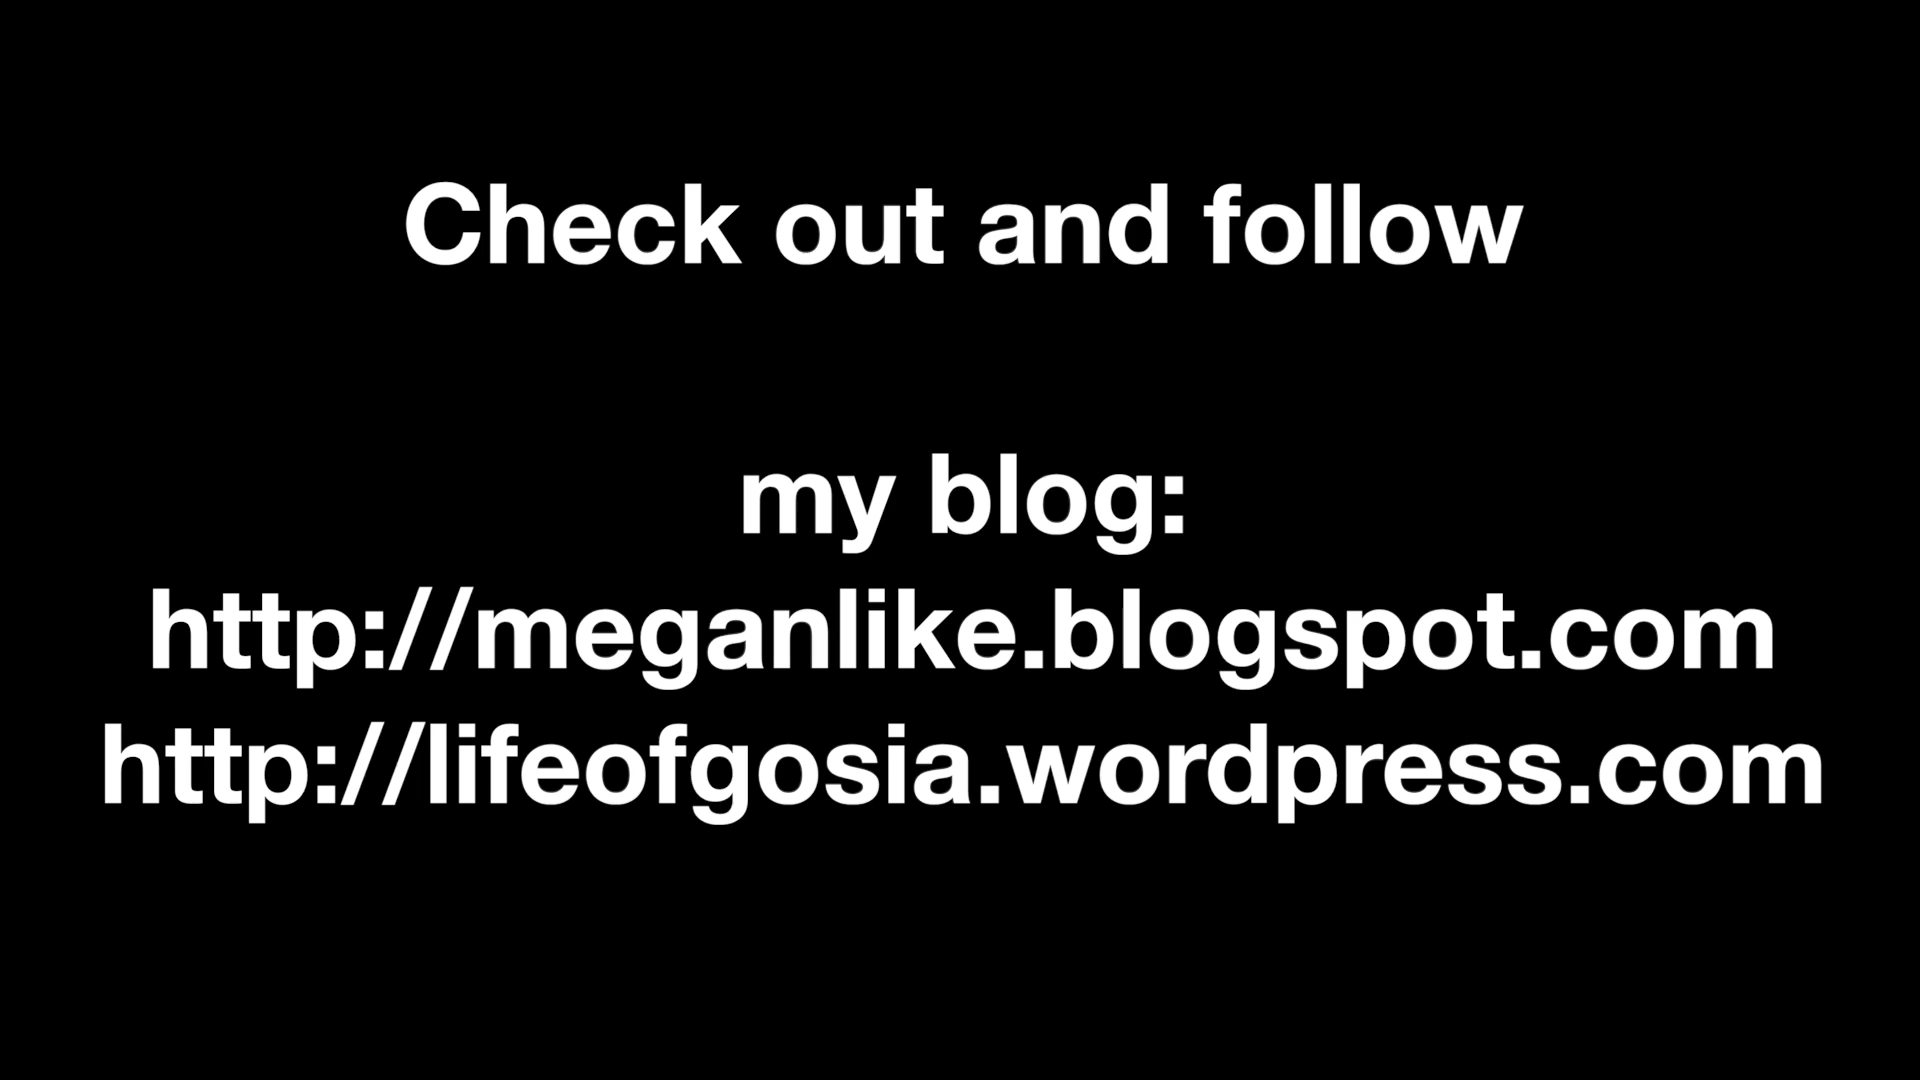 Check out and follow
my blog:
http://meganlike.blogspot.com
http://lifeofgosia.wordpress.com